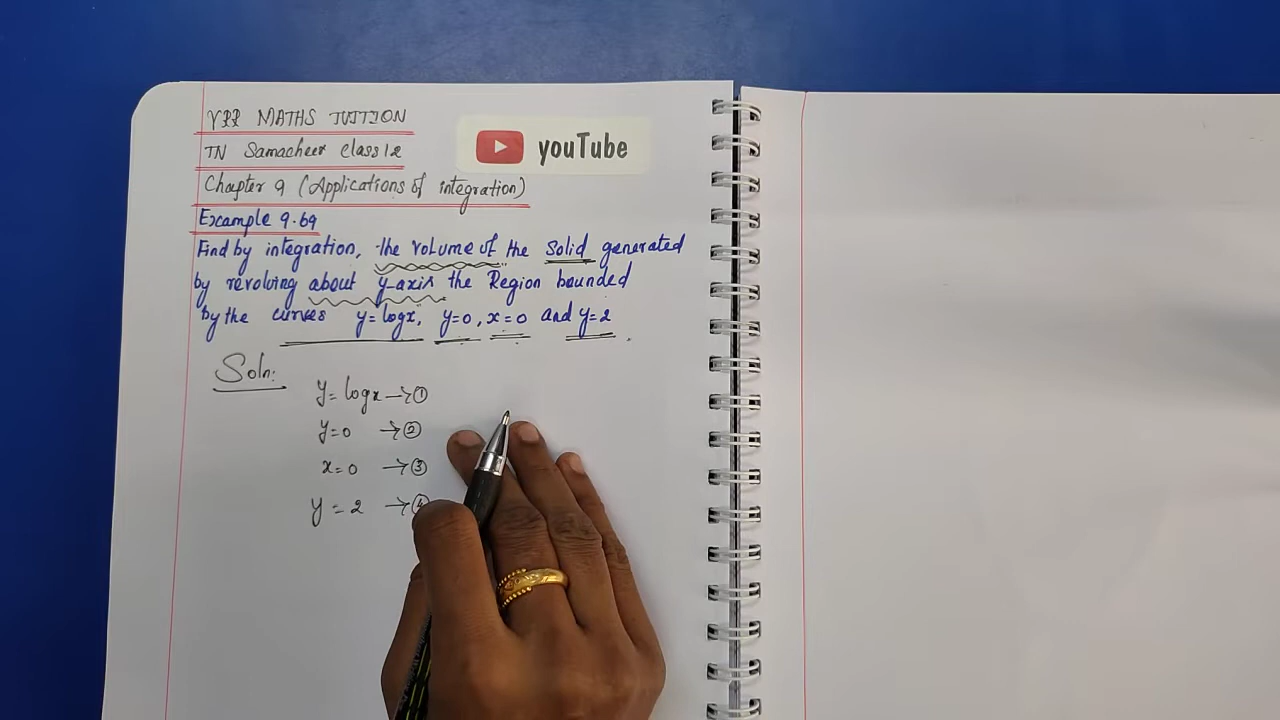 YRR MATHS TUITION
TN Samacheer Class 12
youTube
Chapter 9 (Applications of integration)
Example 9.69
Find by integration, the volume of the solid generated
by revolving about y-axis the Region bounded
by the curves y=logx, y=0, x=0 and y=2.
Soln:
y= logx →①
y=0 →②
x=0 →③
y=2 →④